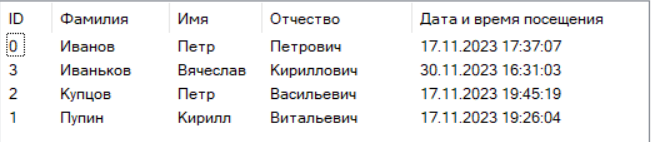 ID Фамилия Имя Отчество Дата и время посещения
0 Иванов Петр Петрович 17.11.2023 17:37:07
3 Иваньков Вячеслав Кириллович 30.11.2023 16:31:03
2 Купцов Петр Васильевич 17.11.2023 19:45:19
1 Пупин Кирилл Витальевич 17.11.2023 19:26:04